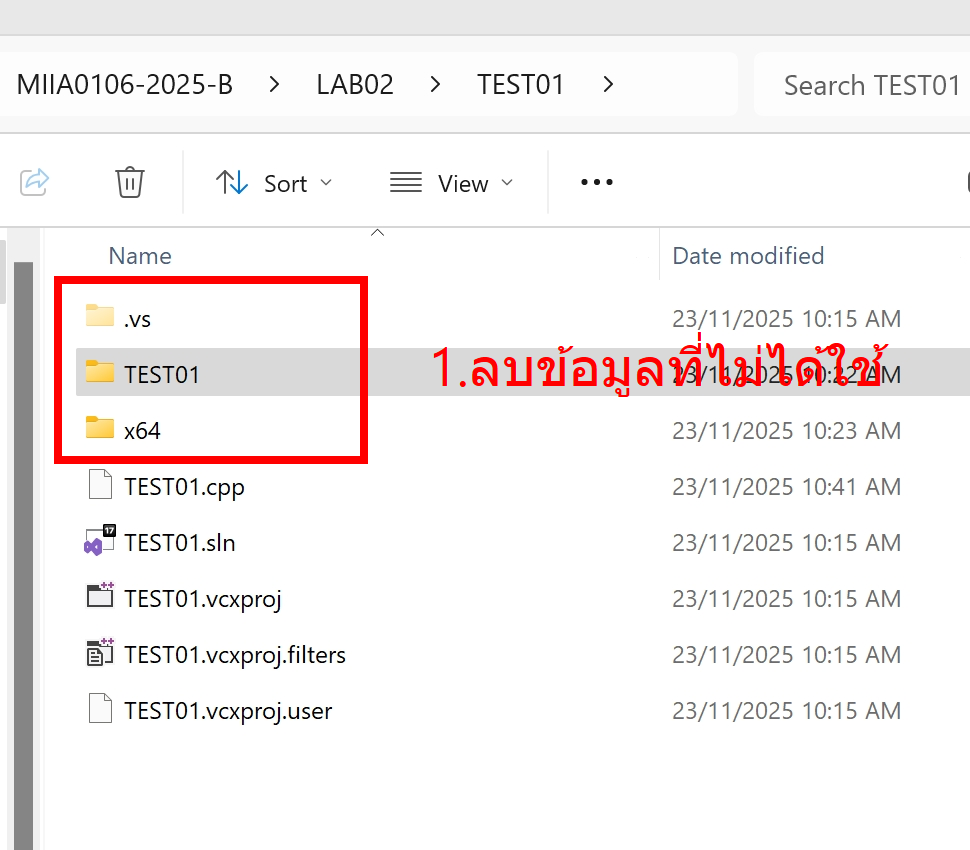 MIIA0106-2025-B > LAB02 > TEST01 > Search TEST01
Sort View
Name Date modified
.vs 23/11/2025 10:15 AM
TEST01 23/11/2025 10:22 AM
1.ลบข้อมูลที่ไม่ได้ใช้
x64 23/11/2025 10:23 AM
TEST01.cpp 23/11/2025 10:41 AM
17
TEST01.sln 23/11/2025 10:15 AM
TEST01.vcxproj 23/11/2025 10:15 AM
TEST01.vcxproj.filters 23/11/2025 10:15 AM
TEST01.vcxproj.user 23/11/2025 10:15 AM